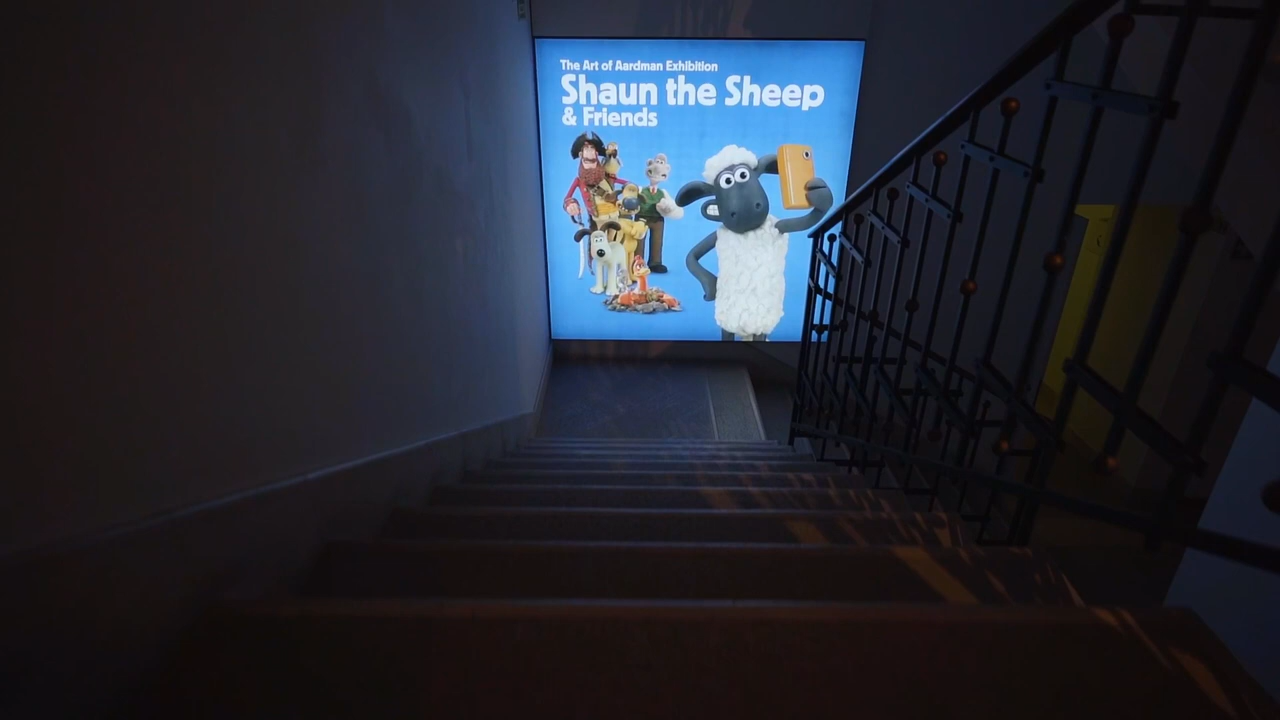 The Art of Aardman Exhibition
Shaun the Sheep
& Friends